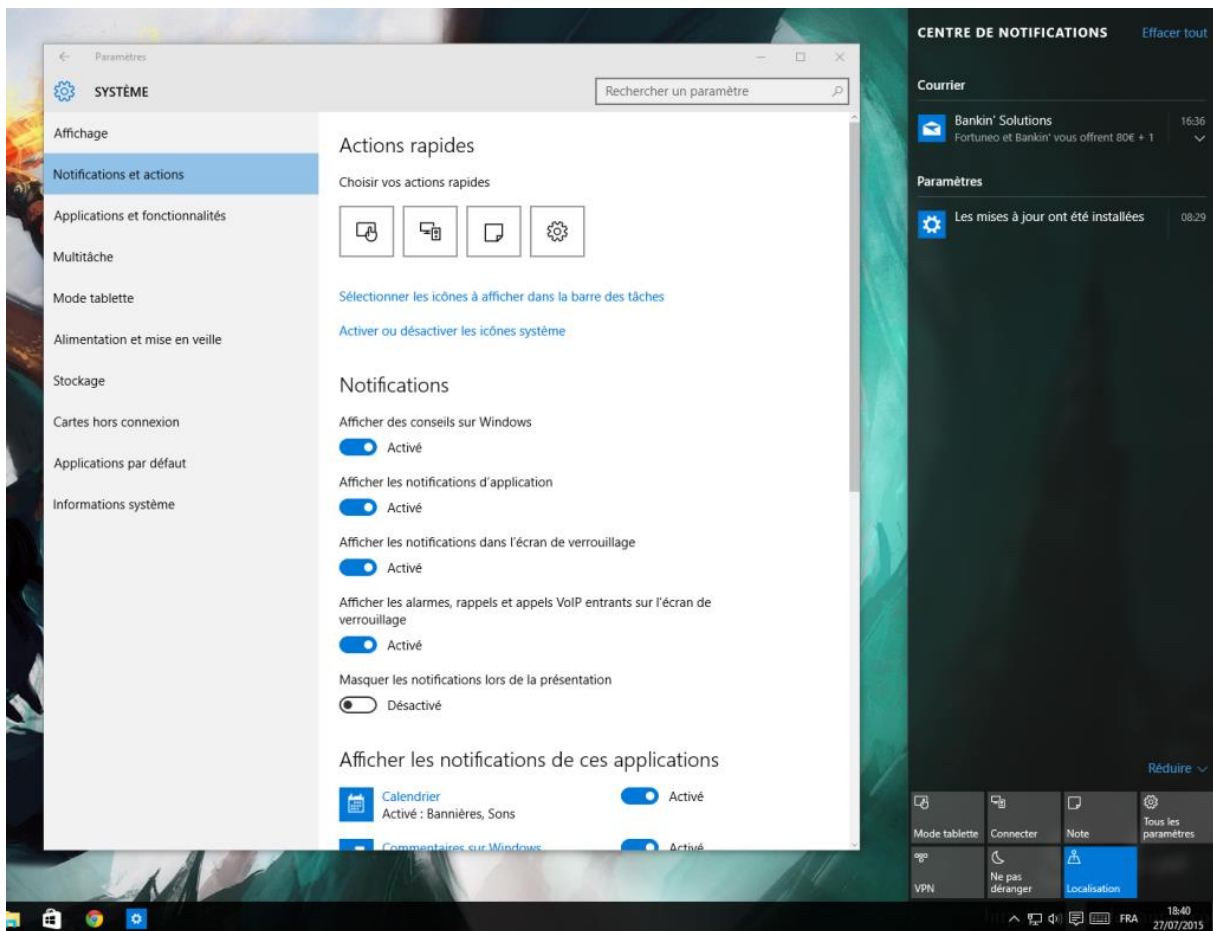 Paramètres
SYSTÈME
Rechercher un paramètre
Affichage
Notifications et actions
Applications et fonctionnalités
Multitâche
Mode tablette
Alimentation et mise en veille
Stockage
Cartes hors connexion
Applications par défaut
Informations système
Actions rapides
Choisir vos actions rapides
Sélectionner les icônes à afficher dans la barre des tâches
Activer ou désactiver les icônes système
Notifications
Afficher des conseils sur Windows
Activé
Afficher les notifications d'application
Activé
Afficher les notifications dans l'écran de verrouillage
Activé
Afficher les alarmes, rappels et appels VoIP entrants sur l'écran de
verrouillage
Activé
Masquer les notifications lors de la présentation
Désactivé
Afficher les notifications de ces applications
Calendrier
Activé
Activé : Bannières, Sons
Commentaires sur Windows
Activé
CENTRE DE NOTIFICATIONS
Effacer tout
Courrier
Bankin' Solutions
16:36
Fortuneo et Bankin' vous offrent 80€ + 1
Paramètres
Les mises à jour ont été installées
08:29
Réduire
Mode tablette
Connecter
Note
Tous les
paramètres
VPN
Ne pas
déranger
Localisation
FRA
18:40
27/07/2015